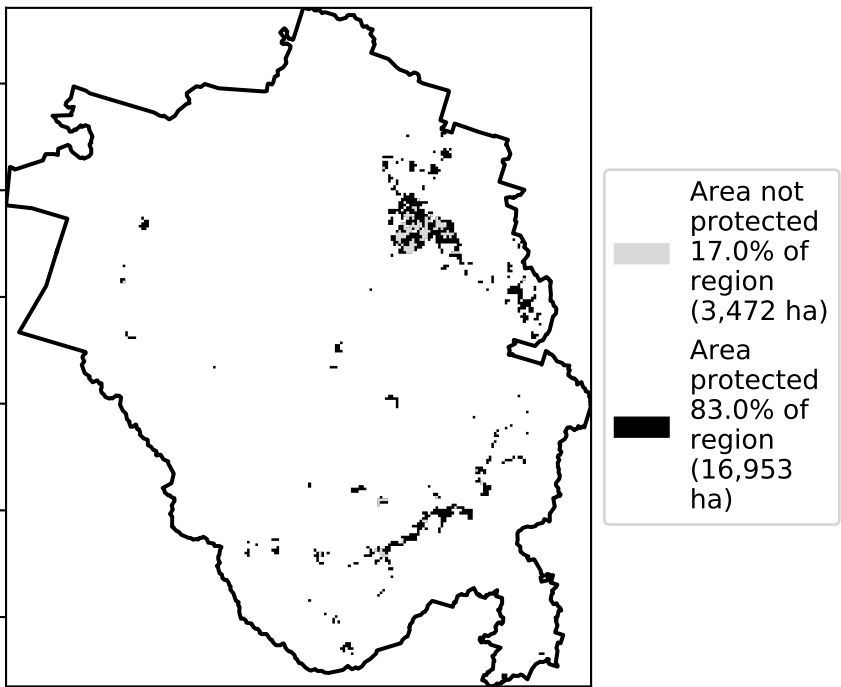 Area not
protected
17.0% of
region
(3,472 ha)
Area
protected
83.0% of
region
(16,953
ha)